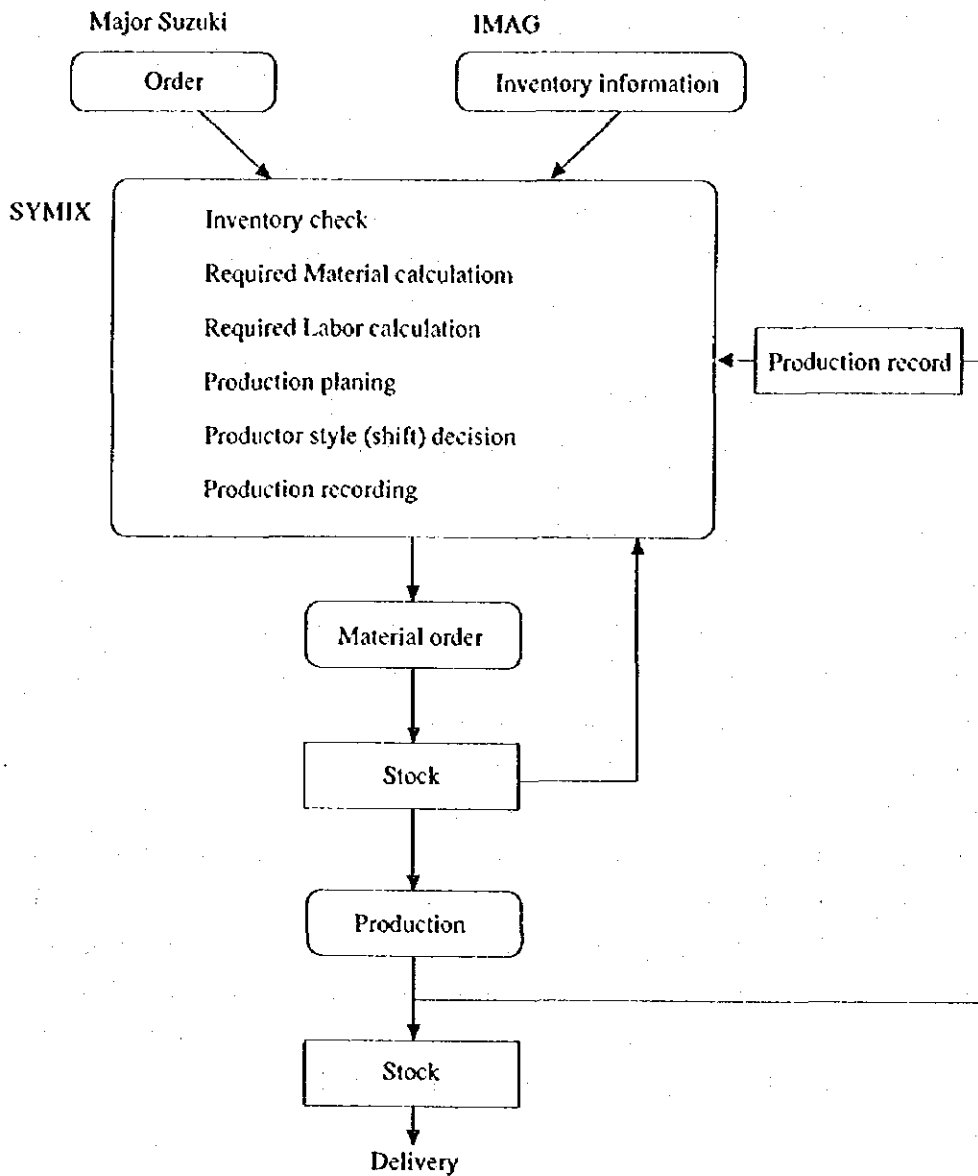 Major Suzuki
IMAG
Order
Inventory information
SYMIX
Inventory check
Required Material calculatiom
Required Labor calculation
Production planing
Productor style (shift) decision
Production recording
Production record
Material order
Stock
Production
Stock
Delivery